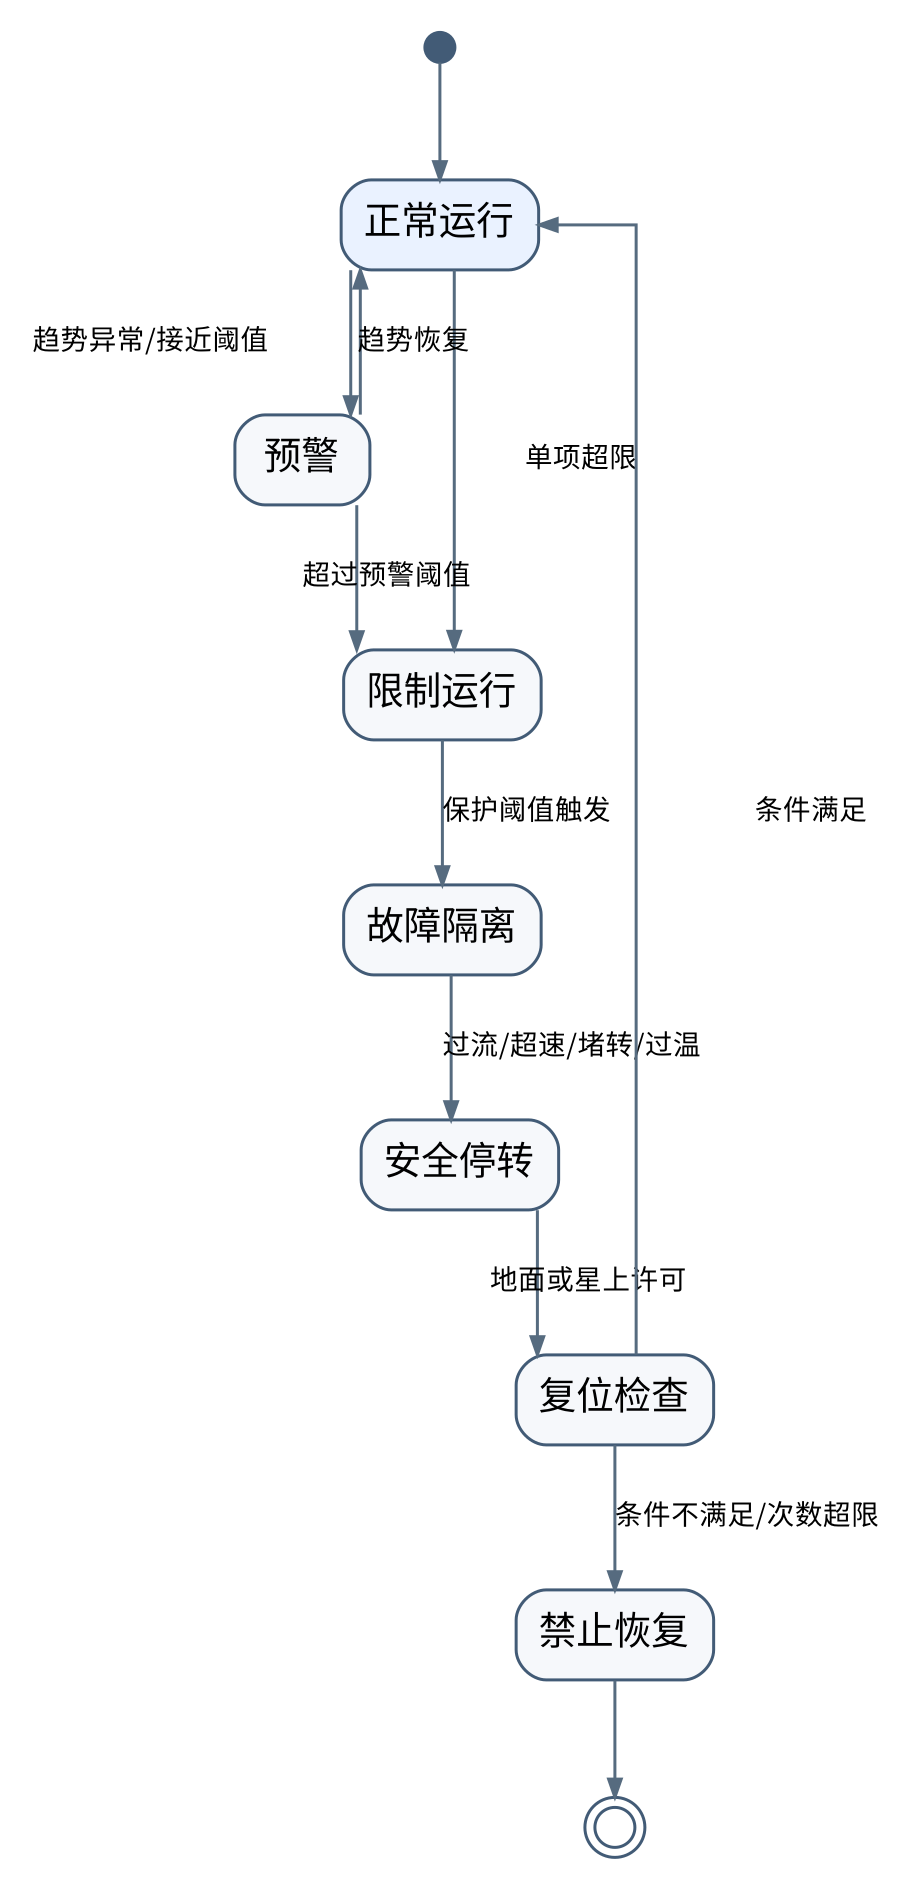 正常运行
趋势异常/接近阈值
趋势恢复
预警
单项超限
超过预警阈值
限制运行
保护阈值触发
条件满足
故障隔离
过流/超速/堵转/过温
安全停转
地面或星上许可
复位检查
条件不满足/次数超限
禁止恢复